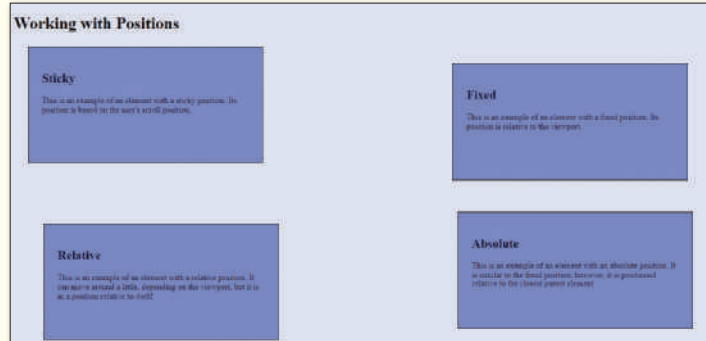 Working with Positions
Sticky
This is an example of an element with a sticky position. Its
position is based on the user's scroll position.
Fixed
This is an example of an element with a fixed position. Its
position is relative to the viewport.
Relative
This is an example of an element with a relative position. It
can move around a little, depending on the viewport, but it is
in a position relative to itself!
Absolute
This is an example of an element with an absolute position. It
is similar to the fixed position, however, it is positioned
relative to the closest parent element